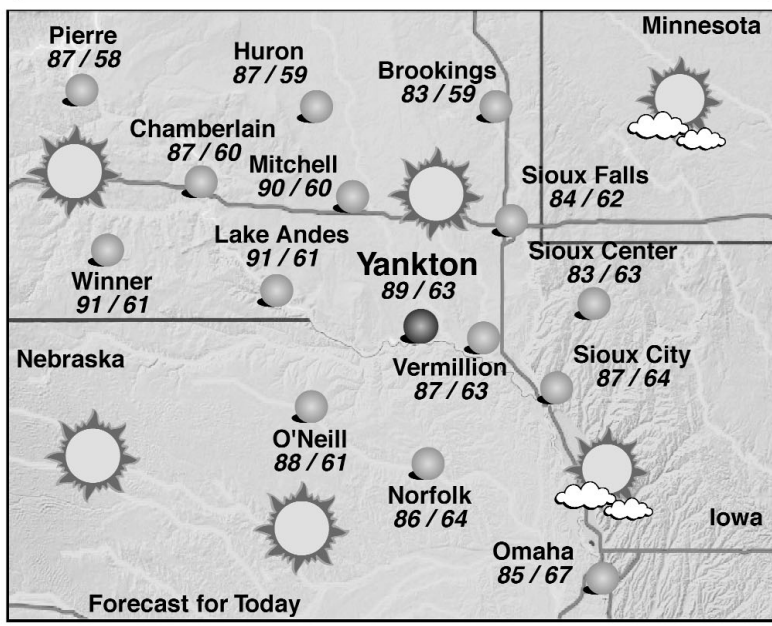 Pierre
87 / 58
Huron
87 / 59
Brookings
83 / 59
Minnesota
Chamberlain
87 / 60
Mitchell
90 / 60
Sioux Falls
84 / 62
Winner
91 / 61
Lake Andes
91 / 61
Yankton
89 / 63
Sioux Center
83 / 63
Nebraska
Vermillion
87 / 63
Sioux City
87 / 64
O'Neill
88 / 61
Norfolk
86 / 64
Iowa
Omaha
85 / 67
Forecast for Today